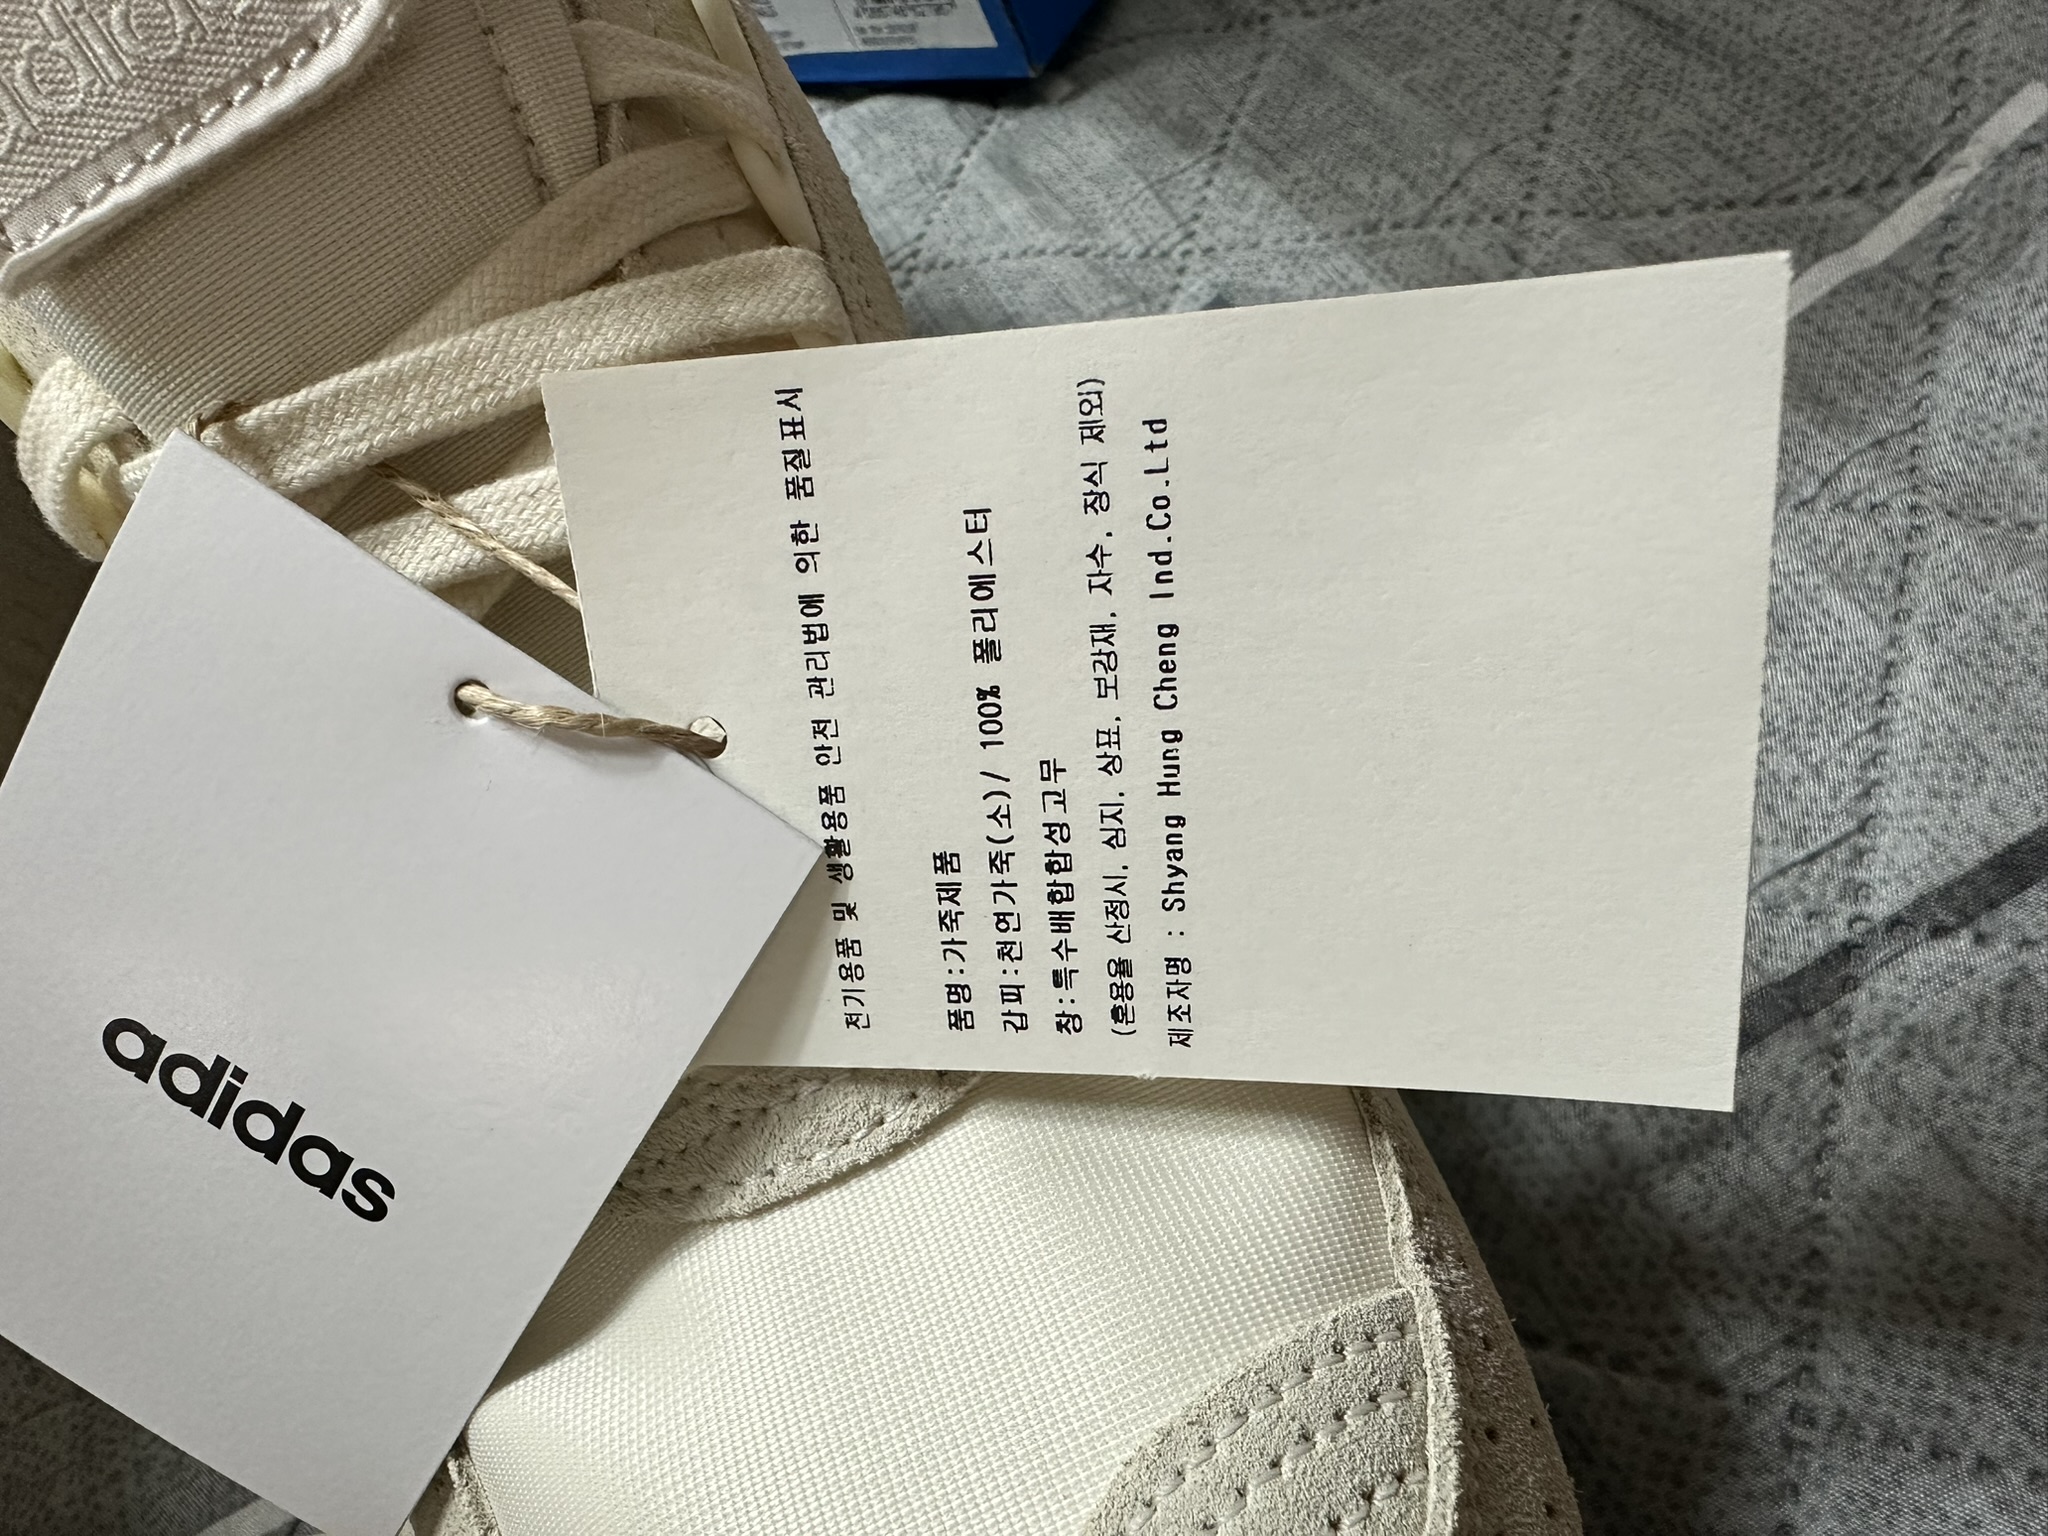 adidas
adidas
전기용품 및 생활용품 안전 관리법에 의한 품질표시
품명:가죽제품
갑피:천연가죽(소)/ 100% 폴리에스터
창:특수배합합성고무
(혼용율 산정시, 심지, 상표, 보강재, 자수, 장식 제외)
제조자명 : Shyang Hung Cheng Ind.Co.Ltd